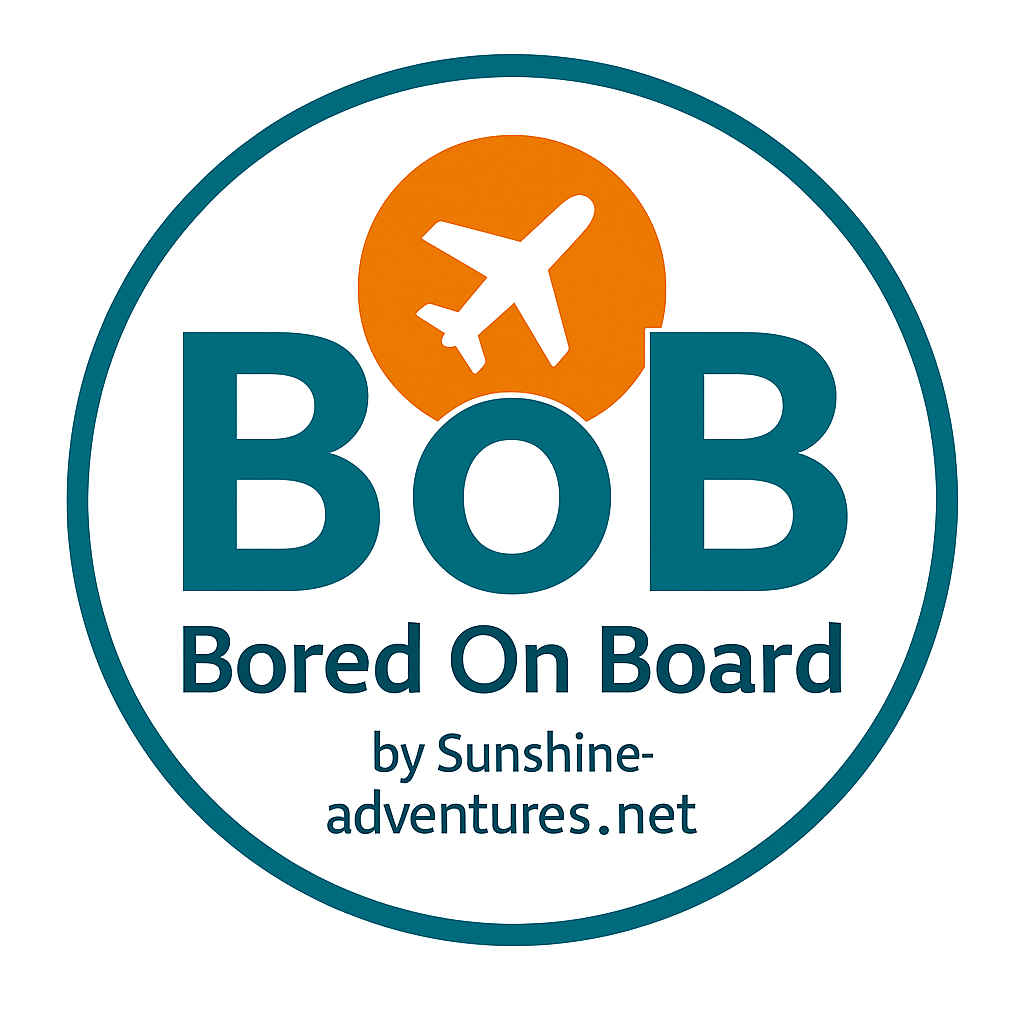 BoB
Bored On Board
by Sunshine-
adventures.net